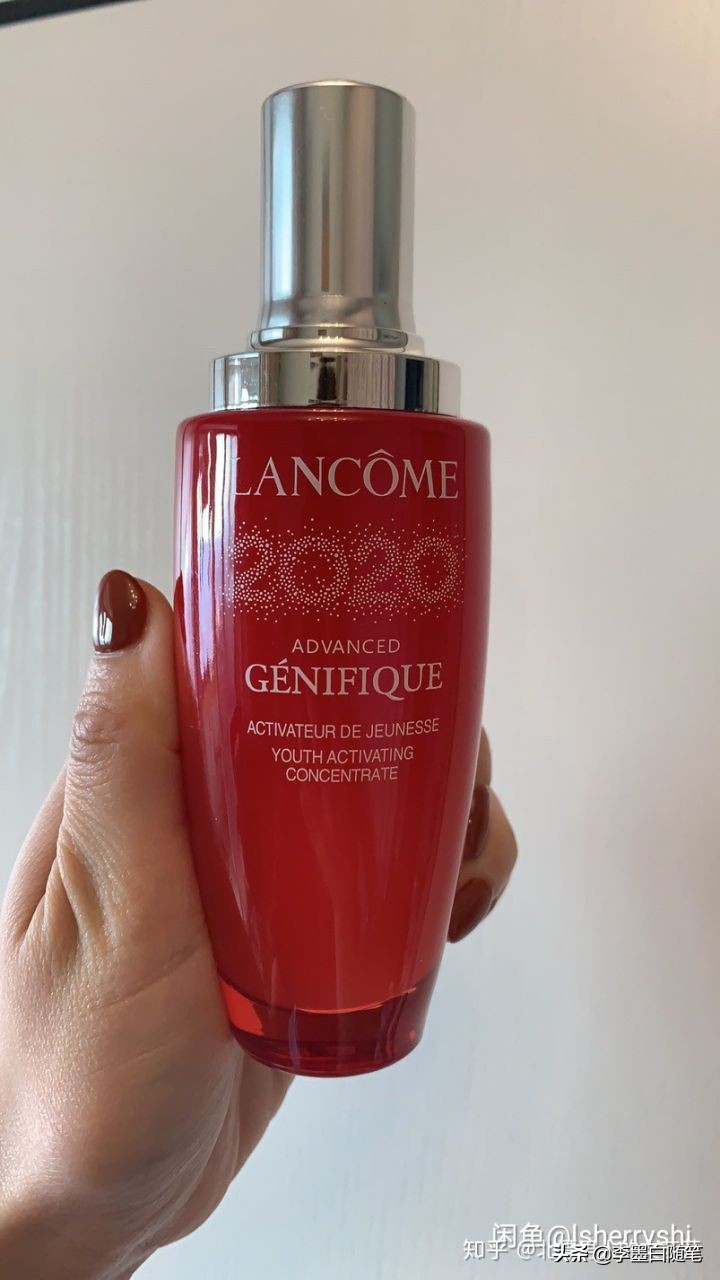 LANCÔME
2020
ADVANCED
GÉNIFIQUE
ACTIVATEUR DE JEUNESSE
YOUTH ACTIVATING
CONCENTRATE
闲鱼@lsherryshi
知乎 @北
头条 @李墨白随笔